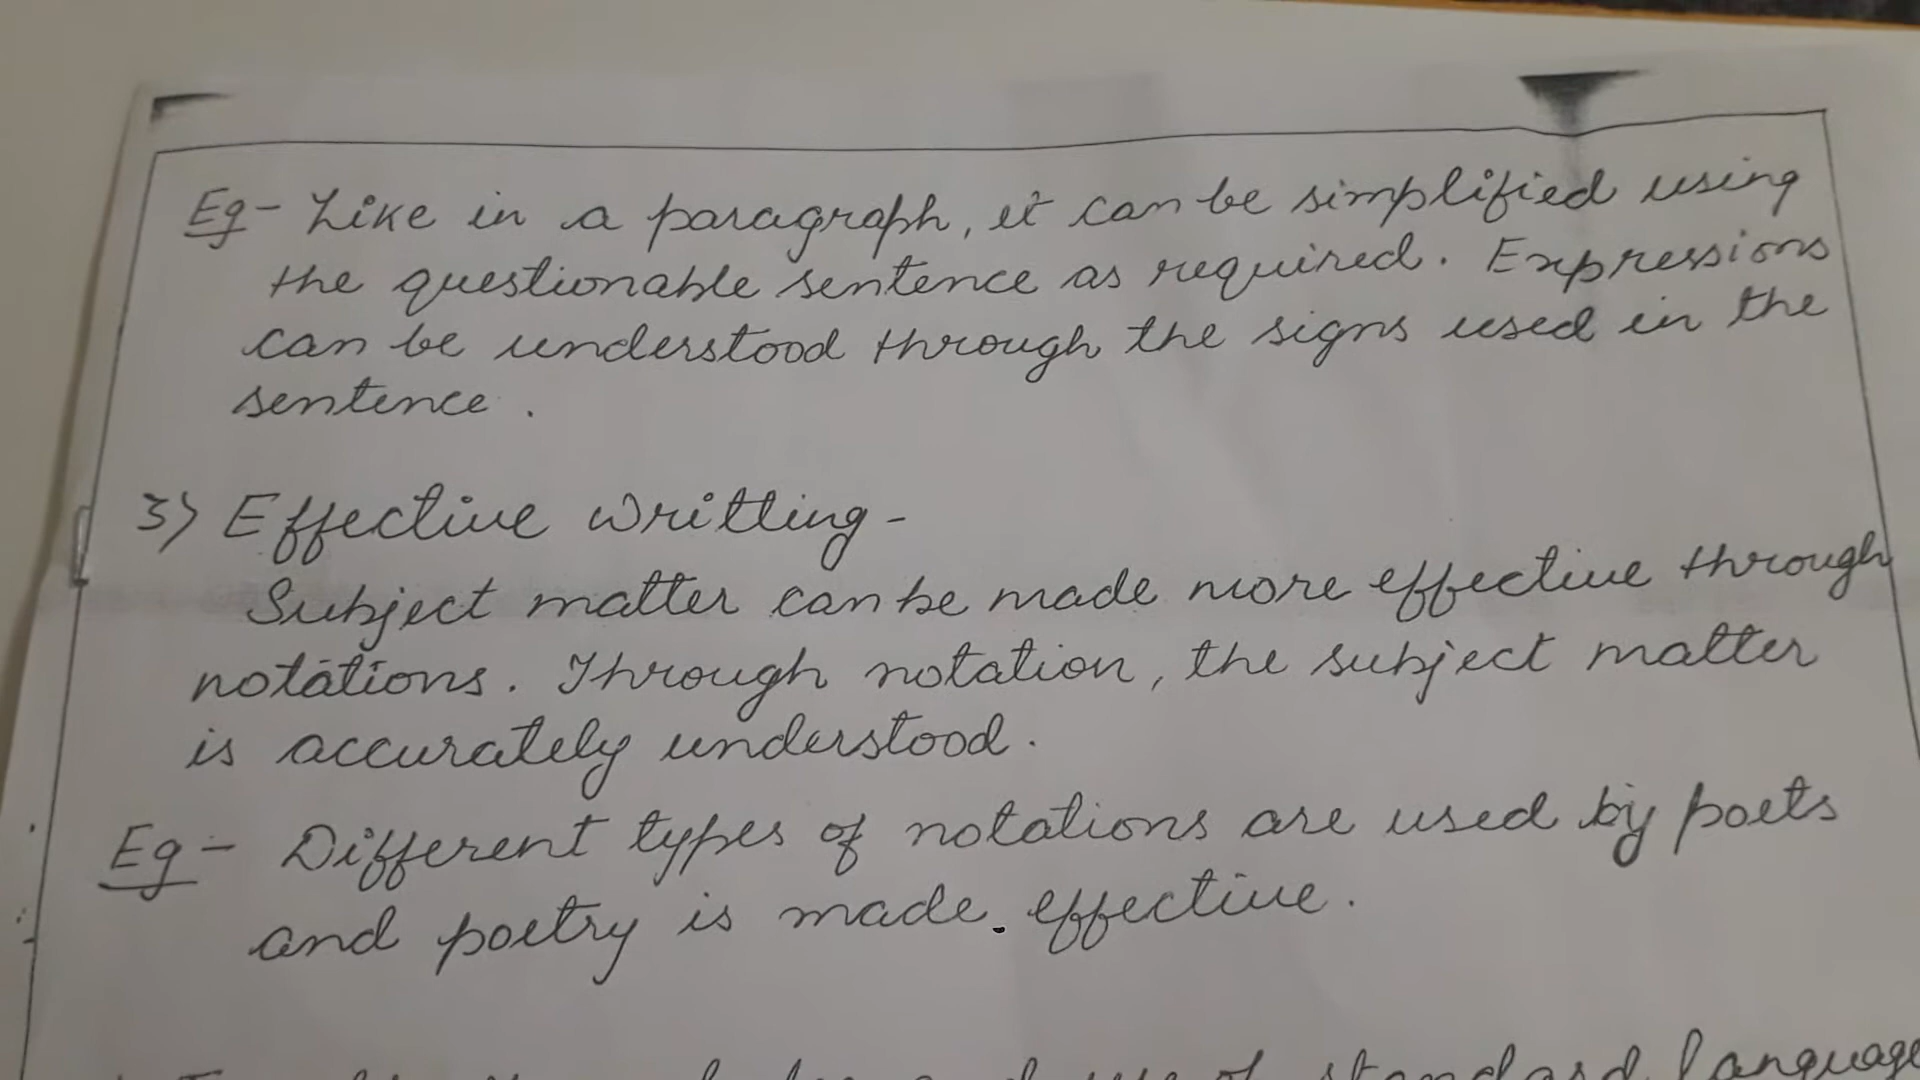 Eg- Like in a paragraph, it can be simplified using
the questionable sentence as required. Expressions
can be understood through the signs used in the
sentence.
3) Effective writting-
Subject matter can be made more effective through
notations. Through notation, the subject matter
is accurately understood.
Eg- Different types of notations are used by poets
and poetry is made effective.
of standard language